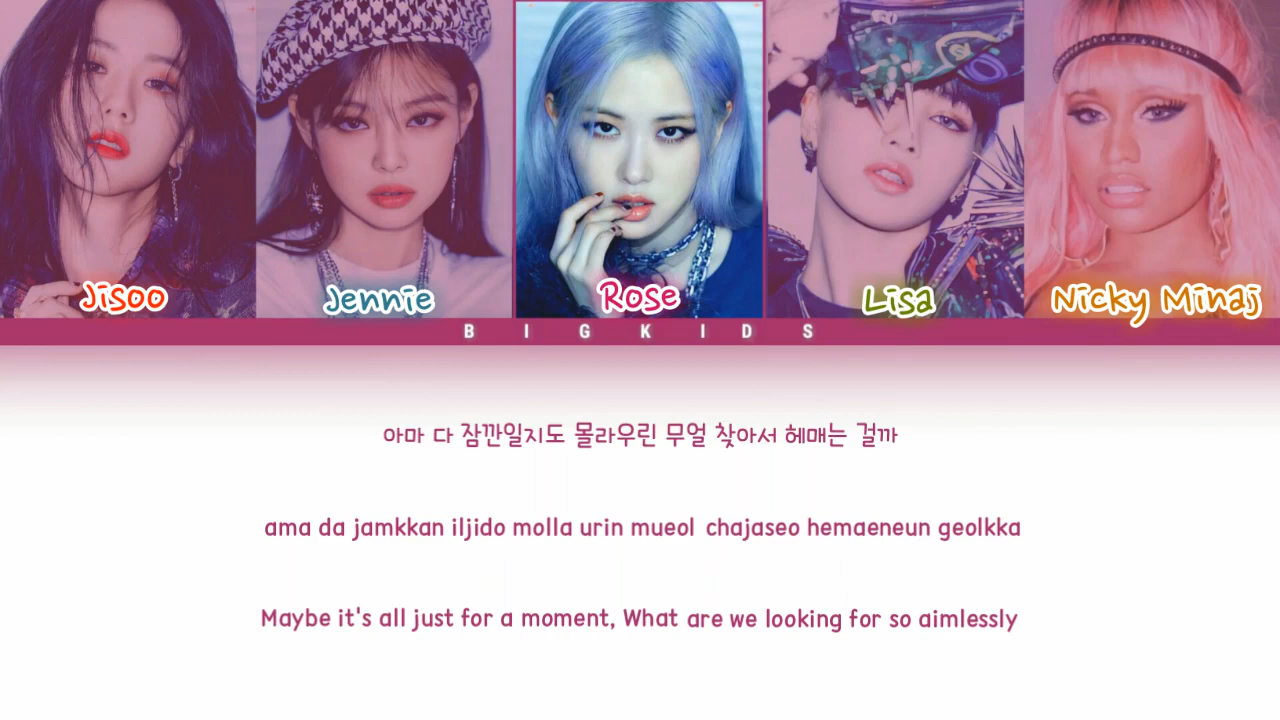 Jisoo
Jennie
Rose
Lisa
Nicky Minaj
BIGKIDS
아마 다 잠깐일지도 몰라우린 무얼 찾아서 헤매는 걸까
ama da jamkkan iljido molla urin mueol chajaseo hemaeneun geolkka
Maybe it's all just for a moment, What are we looking for so aimlessly